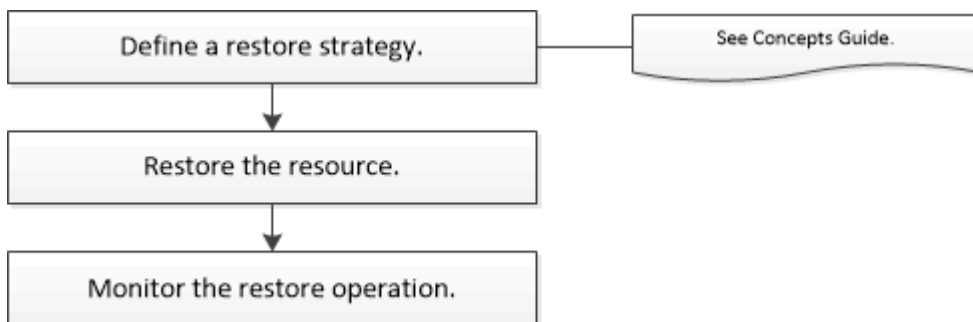 Define a restore strategy.
See Concepts Guide.
Restore the resource.
Monitor the restore operation.